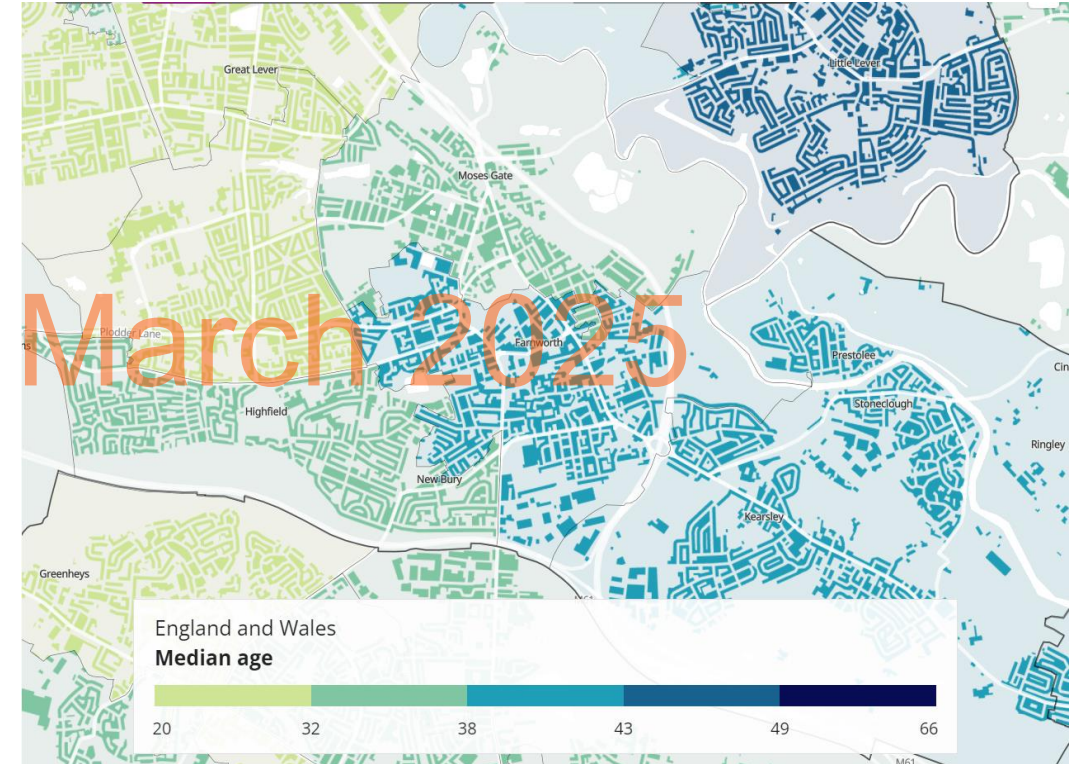 Great Lever
Little Lever
Moses Gate
March 2025
Plodder Lane
Farnworth
Prestolee
Highfield
Stoneclough
Ringley
New Bury
Kearsley
Greenheys
England and Wales
Median age
20 32 38 43 49 66
M61